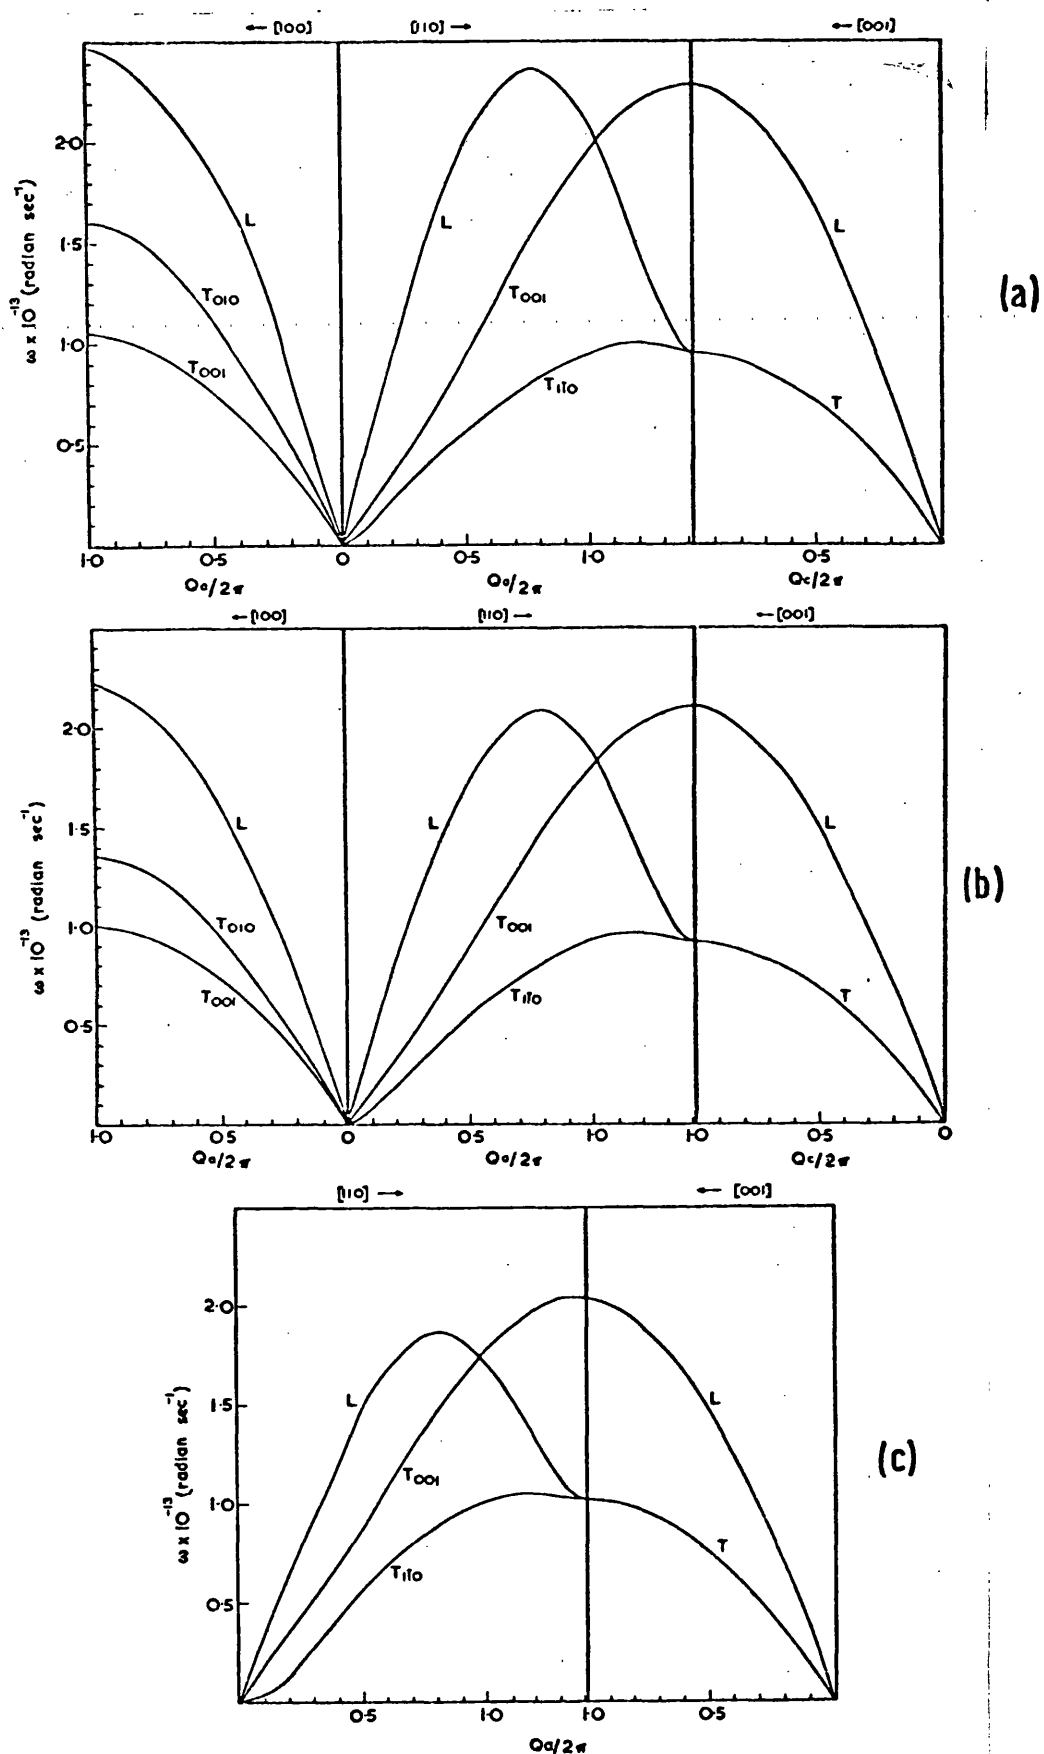 ← [100] [110] → ← [001]
2·0
1·5
1·0
0·5
ω x 10⁻¹³ (radian sec⁻¹)
L
T010
T001
L
T001
T1Ī0
L
T
(a)
1·0 0·5 0 0·5 1·0 0·5
Qa/2π Qa/2π Qc/2π
← [100] [110] → ← [001]
2·0
1·5
1·0
0·5
ω x 10⁻¹³ (radian sec⁻¹)
L
T010
T001
L
T001
T1Ī0
L
T
(b)
1·0 0·5 0 0·5 1·0 1·0 0·5 0
Qa/2π Qa/2π Qc/2π
[110] → ← [001]
2·0
1·5
1·0
0·5
ω x 10⁻¹³ (radian sec⁻¹)
L
T001
T1Ī0
L
T
(c)
0·5 1·0 1·0 0·5
Qa/2π